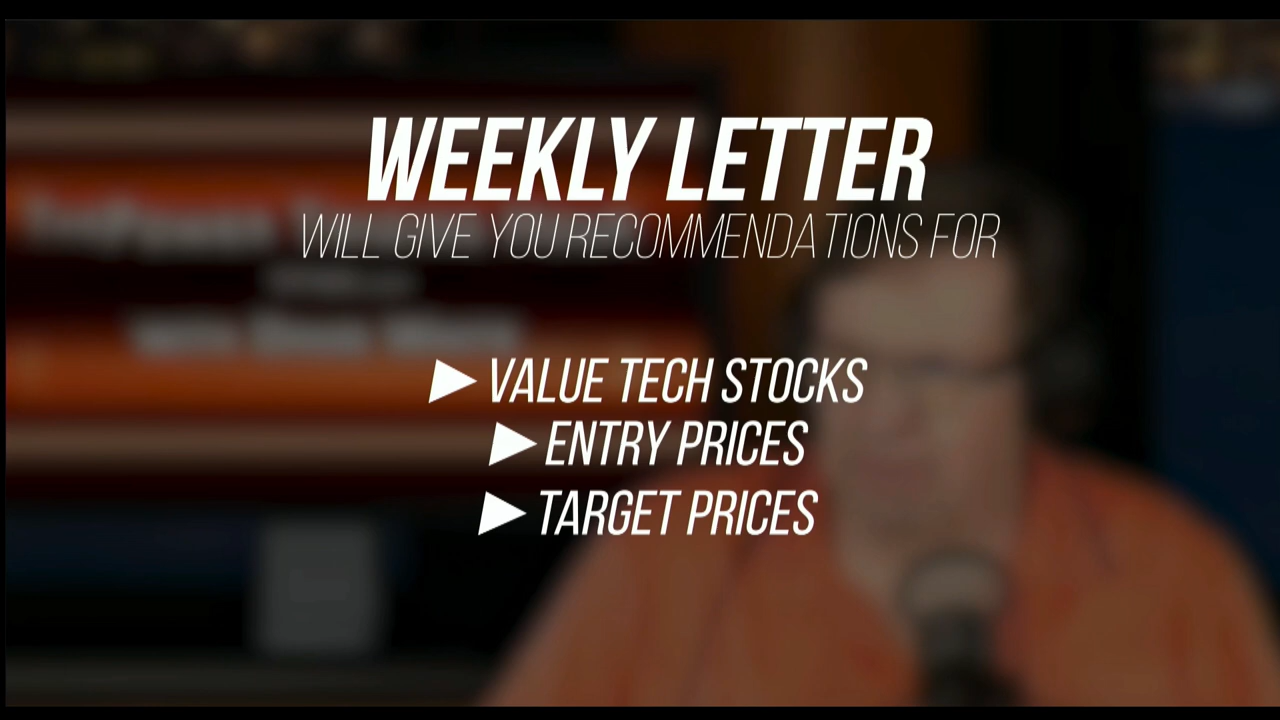 WEEKLY LETTER
WILL GIVE YOU RECOMMENDATIONS FOR
▶ VALUE TECH STOCKS
▶ ENTRY PRICES
▶ TARGET PRICES